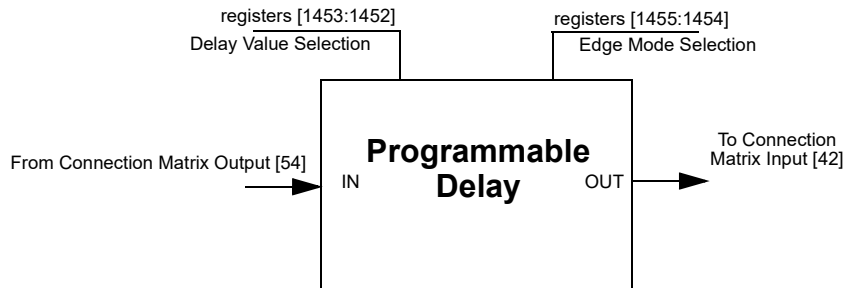 registers [1453:1452]
Delay Value Selection
registers [1455:1454]
Edge Mode Selection
From Connection Matrix Output [54]
IN
Programmable
Delay
OUT
To Connection
Matrix Input [42]